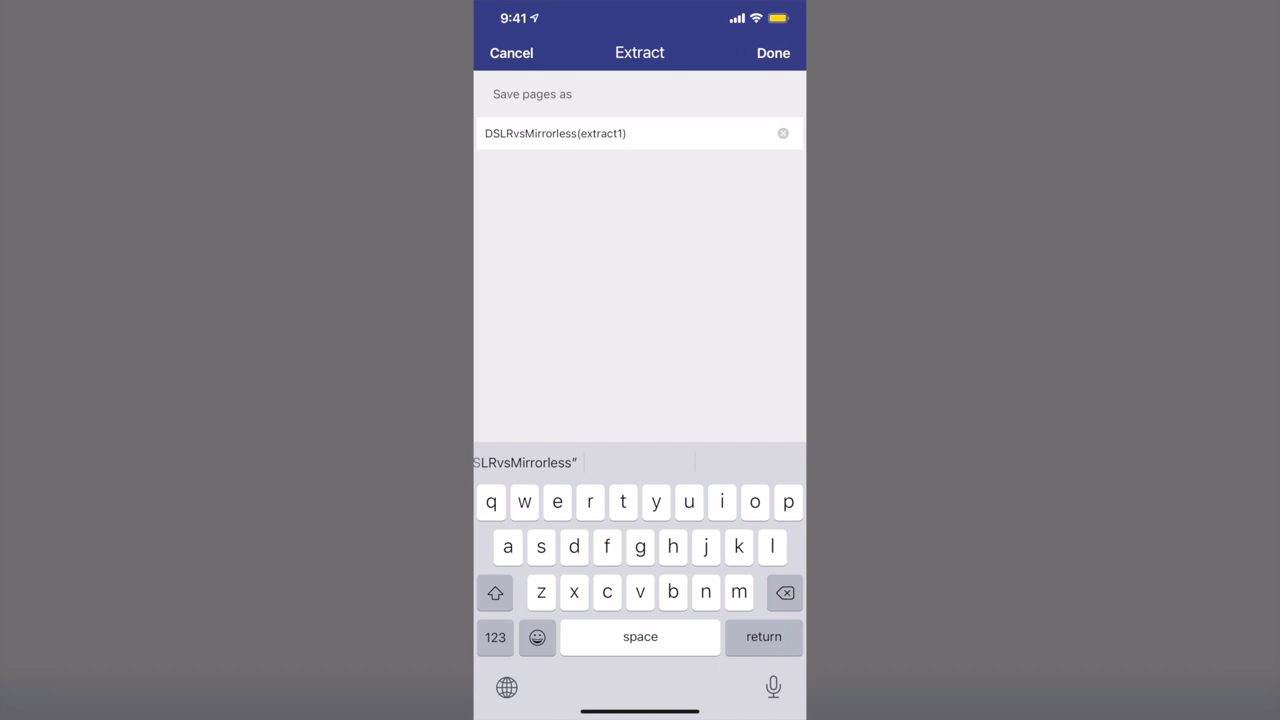 9:41
Cancel Extract Done
Save pages as
DSLRvsMirrorless(extract1)
SLRvsMirrorless”
q w e r t y u i o p
a s d f g h j k l
z x c v b n m
123 space return